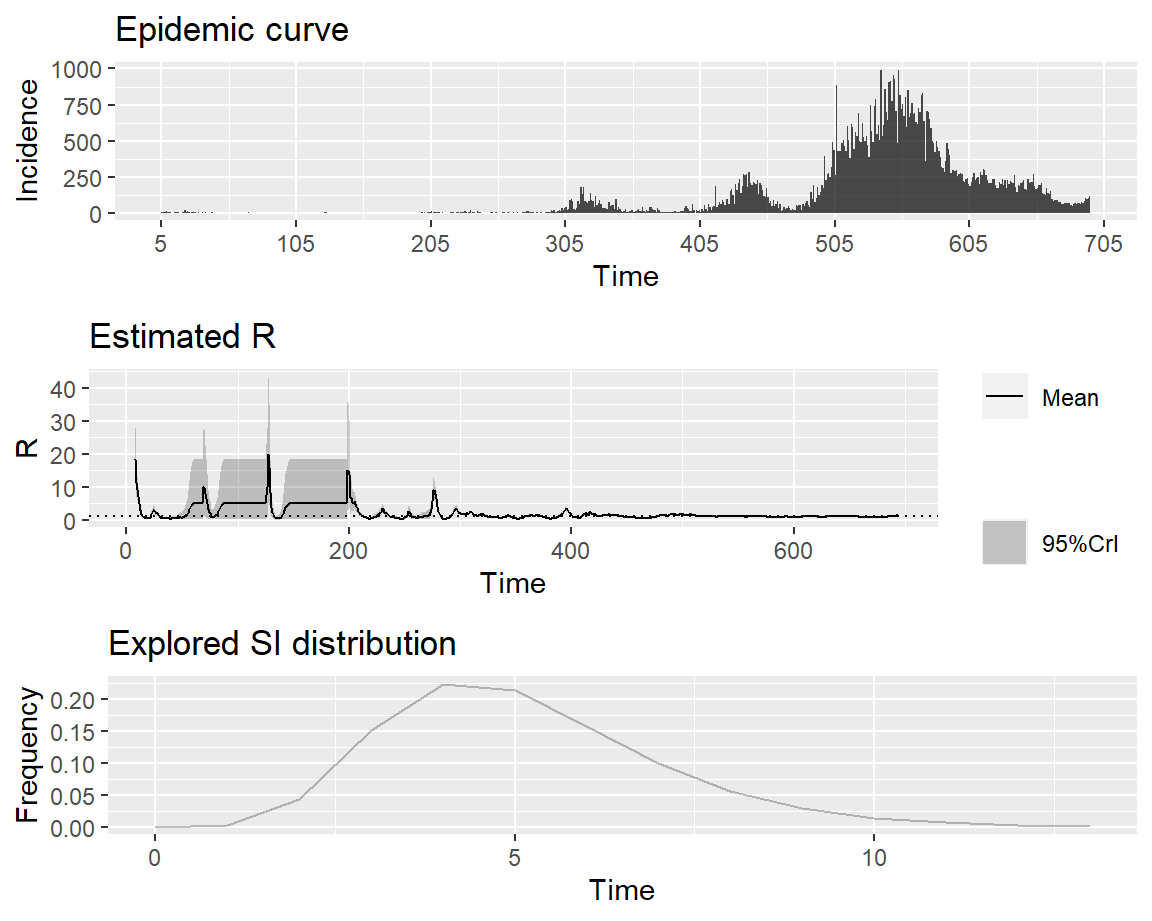 Epidemic curve
1000
750
500
250
0
Incidence
5 105 205 305 405 505 605 705
Time
Estimated R
40
30
20
10
0
R
0 200 400 600
Time
Mean
95%CrI
Explored SI distribution
0.20
0.15
0.10
0.05
0.00
Frequency
0 5 10
Time